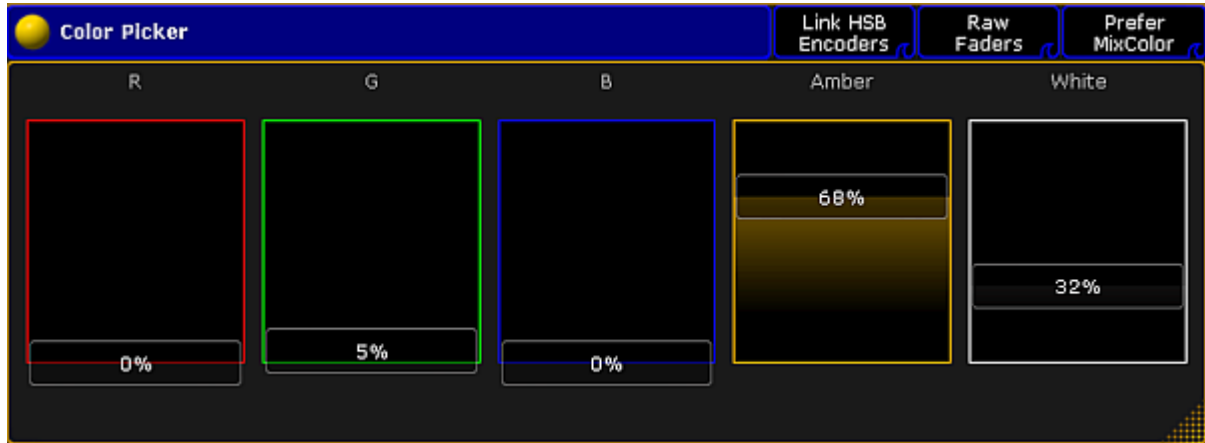 Color Picker
Link HSB
Encoders
Raw
Faders
Prefer
MixColor
R
G
B
Amber
White
0%
5%
0%
68%
32%